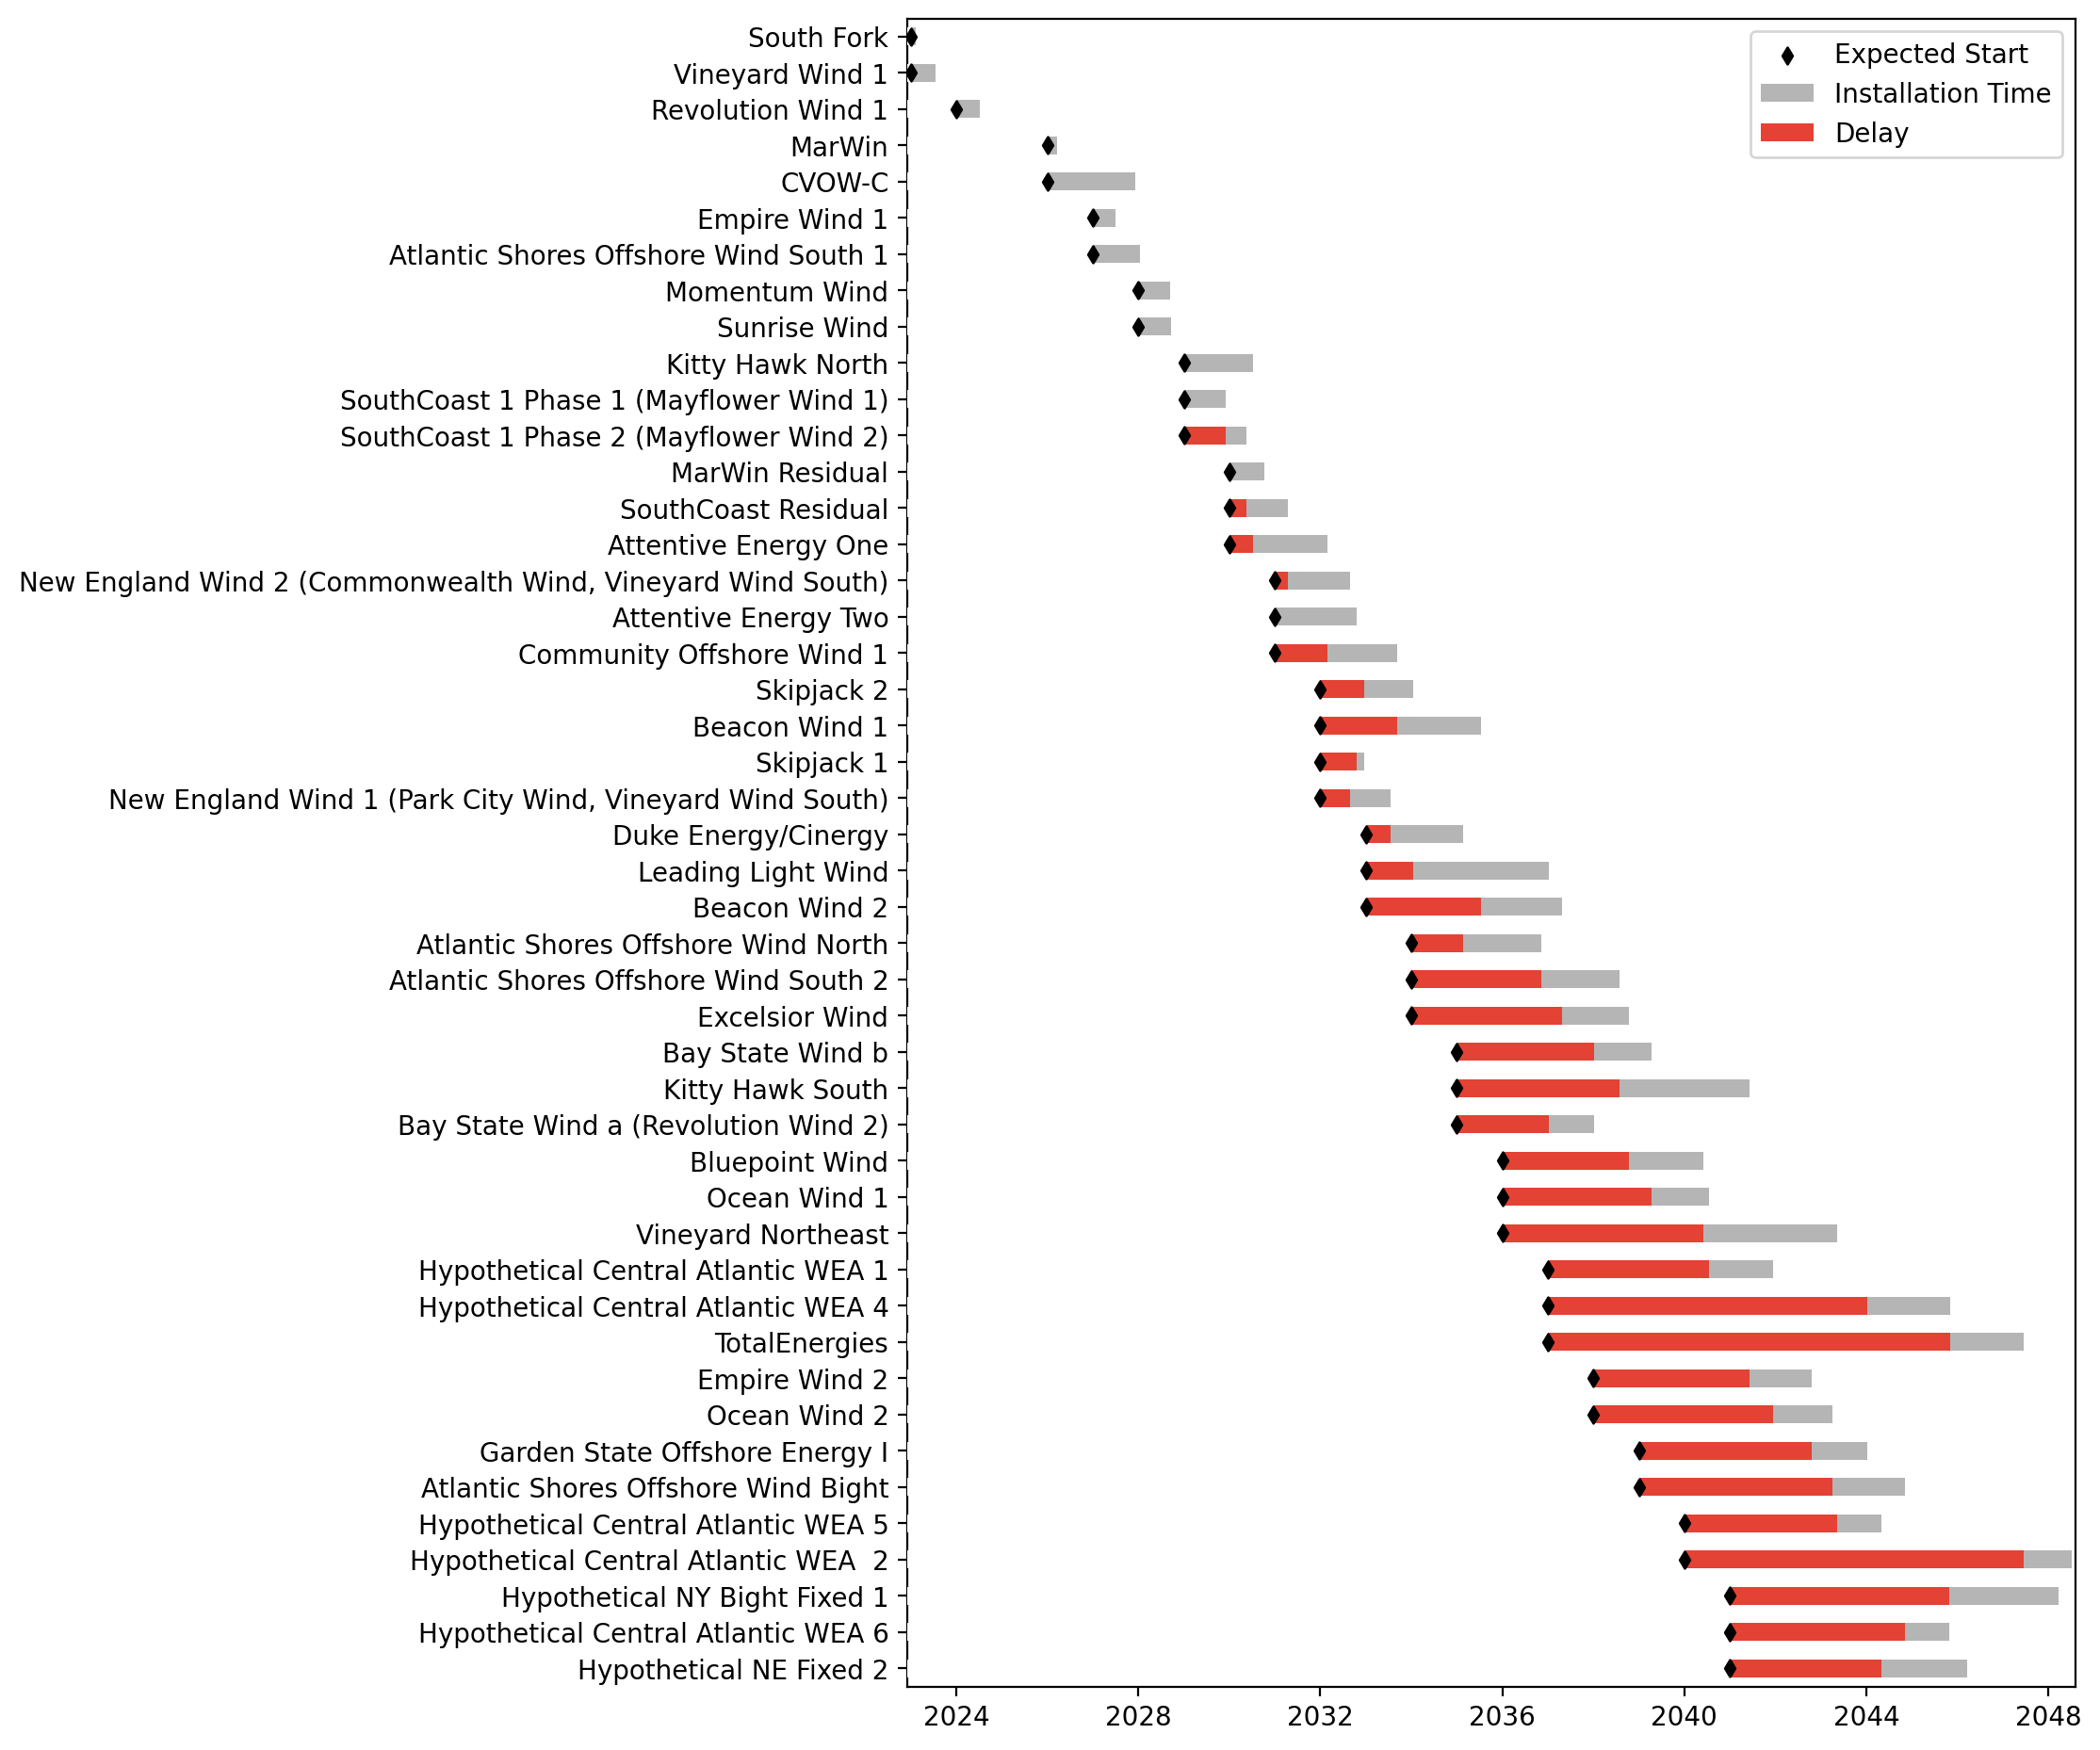 South Fork
Vineyard Wind 1
Revolution Wind 1
MarWin
CVOW-C
Empire Wind 1
Atlantic Shores Offshore Wind South 1
Momentum Wind
Sunrise Wind
Kitty Hawk North
SouthCoast 1 Phase 1 (Mayflower Wind 1)
SouthCoast 1 Phase 2 (Mayflower Wind 2)
MarWin Residual
SouthCoast Residual
Attentive Energy One
New England Wind 2 (Commonwealth Wind, Vineyard Wind South)
Attentive Energy Two
Community Offshore Wind 1
Skipjack 2
Beacon Wind 1
Skipjack 1
New England Wind 1 (Park City Wind, Vineyard Wind South)
Duke Energy/Cinergy
Leading Light Wind
Beacon Wind 2
Atlantic Shores Offshore Wind North
Atlantic Shores Offshore Wind South 2
Excelsior Wind
Bay State Wind b
Kitty Hawk South
Bay State Wind a (Revolution Wind 2)
Bluepoint Wind
Ocean Wind 1
Vineyard Northeast
Hypothetical Central Atlantic WEA 1
Hypothetical Central Atlantic WEA 4
TotalEnergies
Empire Wind 2
Ocean Wind 2
Garden State Offshore Energy I
Atlantic Shores Offshore Wind Bight
Hypothetical Central Atlantic WEA 5
Hypothetical Central Atlantic WEA  2
Hypothetical NY Bight Fixed 1
Hypothetical Central Atlantic WEA 6
Hypothetical NE Fixed 2
Expected Start
Installation Time
Delay
2024 2028 2032 2036 2040 2044 2048